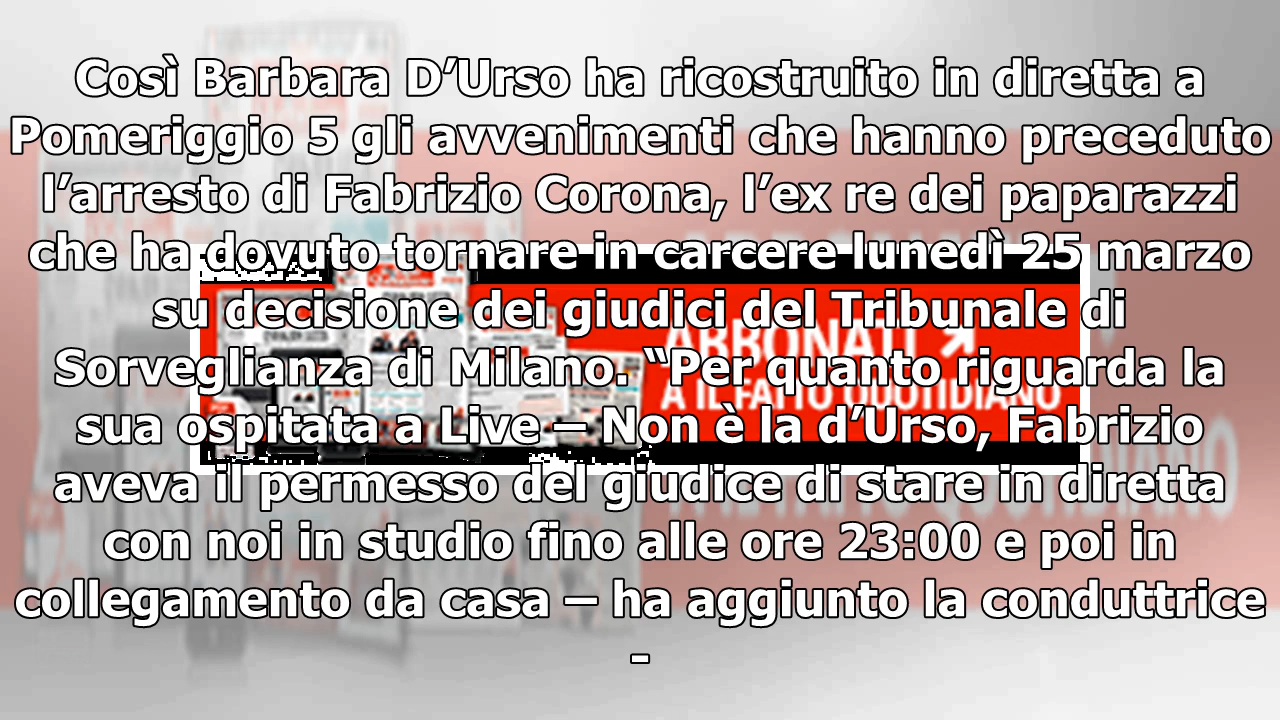 Così Barbara D’Urso ha ricostruito in diretta a
Pomeriggio 5 gli avvenimenti che hanno preceduto
l’arresto di Fabrizio Corona, l’ex re dei paparazzi
che ha dovuto tornare in carcere lunedì 25 marzo
su decisione dei giudici del Tribunale di
Sorveglianza di Milano. “Per quanto riguarda la
sua ospitata a Live – Non è la d’Urso, Fabrizio
aveva il permesso del giudice di stare in diretta
con noi in studio fino alle ore 23:00 e poi in
collegamento da casa – ha aggiunto la conduttrice
-
ABBONATI
A IL FATTO QUOTIDIANO